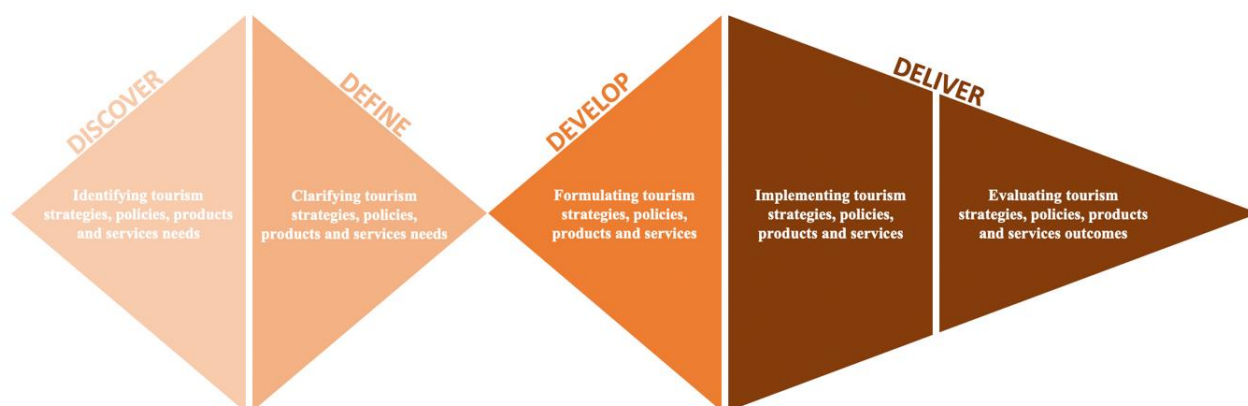 DISCOVER
Identifying tourism
strategies, policies, products
and services needs
DEFINE
Clarifying tourism
strategies, policies,
products and services needs
DEVELOP
Formulating tourism
strategies, policies,
products and services
DELIVER
Implementing tourism
strategies, policies,
products and services
Evaluating tourism
strategies, policies, products
and services outcomes